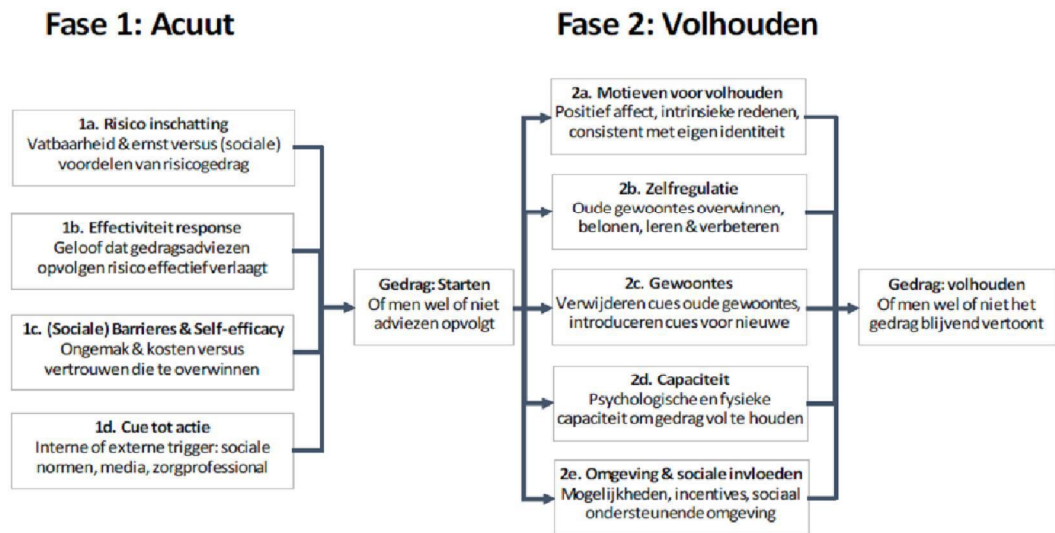 Fase 1: Acuut
1a. Risico inschatting
Vatbaarheid & ernst versus (sociale)
voordelen van risicogedrag
1b. Effectiviteit response
Geloof dat gedragsadviezen
opvolgen risico effectief verlaagt
1c. (Sociale) Barrieres & Self-efficacy
Ongemak & kosten versus
vertrouwen die te overwinnen
1d. Cue tot actie
Interne of externe trigger: sociale
normen, media, zorgprofessional
Gedrag: Starten
Of men wel of niet
adviezen opvolgt
Fase 2: Volhouden
2a. Motieven voor volhouden
Positief affect, intrinsieke redenen,
consistent met eigen identiteit
2b. Zelfregulatie
Oude gewoontes overwinnen,
belonen, leren & verbeteren
2c. Gewoontes
Verwijderen cues oude gewoontes,
introduceren cues voor nieuwe
2d. Capaciteit
Psychologische en fysieke
capaciteit om gedrag vol te houden
2e. Omgeving & sociale invloeden
Mogelijkheden, incentives, sociaal
ondersteunende omgeving
Gedrag: volhouden
Of men wel of niet het
gedrag blijvend vertoont